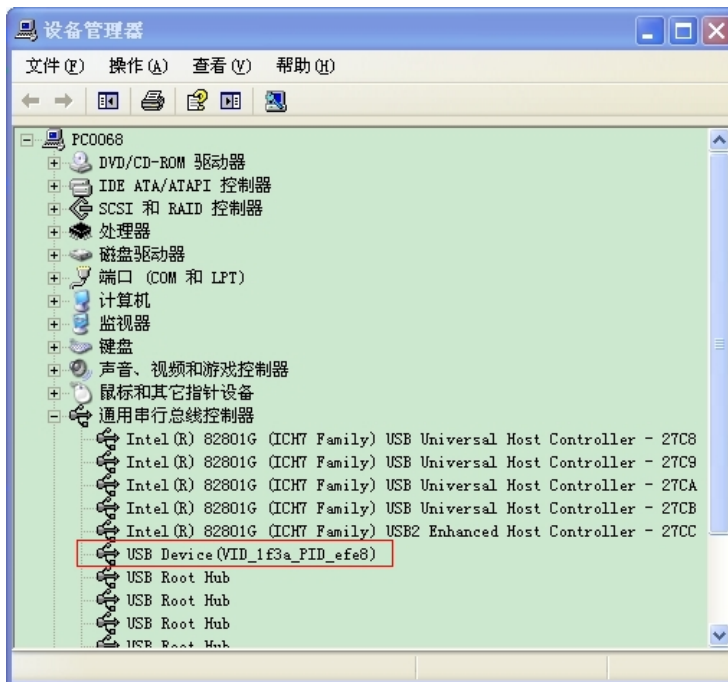 设备管理器
文件(F) 操作(A) 查看(V) 帮助(H)
PC0068
DVD/CD-ROM 驱动器
IDE ATA/ATAPI 控制器
SCSI 和 RAID 控制器
处理器
磁盘驱动器
端口 (COM 和 LPT)
计算机
监视器
键盘
声音、视频和游戏控制器
鼠标和其它指针设备
通用串行总线控制器
Intel(R) 82801G (ICH7 Family) USB Universal Host Controller - 27C8
Intel(R) 82801G (ICH7 Family) USB Universal Host Controller - 27C9
Intel(R) 82801G (ICH7 Family) USB Universal Host Controller - 27CA
Intel(R) 82801G (ICH7 Family) USB Universal Host Controller - 27CB
Intel(R) 82801G (ICH7 Family) USB2 Enhanced Host Controller - 27CC
USB Device(VID_1f3a_PID_efe8)
USB Root Hub
USB Root Hub
USB Root Hub
USB Root Hub